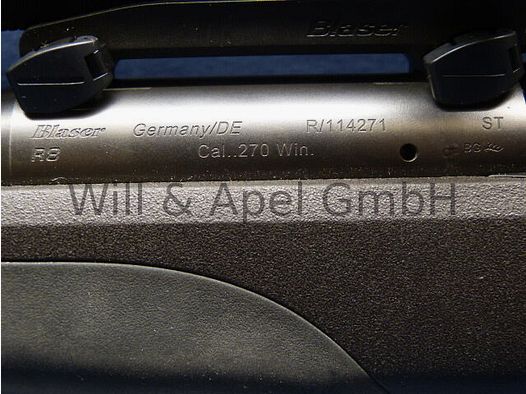 Blaser
Blaser Germany/DE R/114271 ST
R8 Cal..270 Win.
Will & Apel GmbH